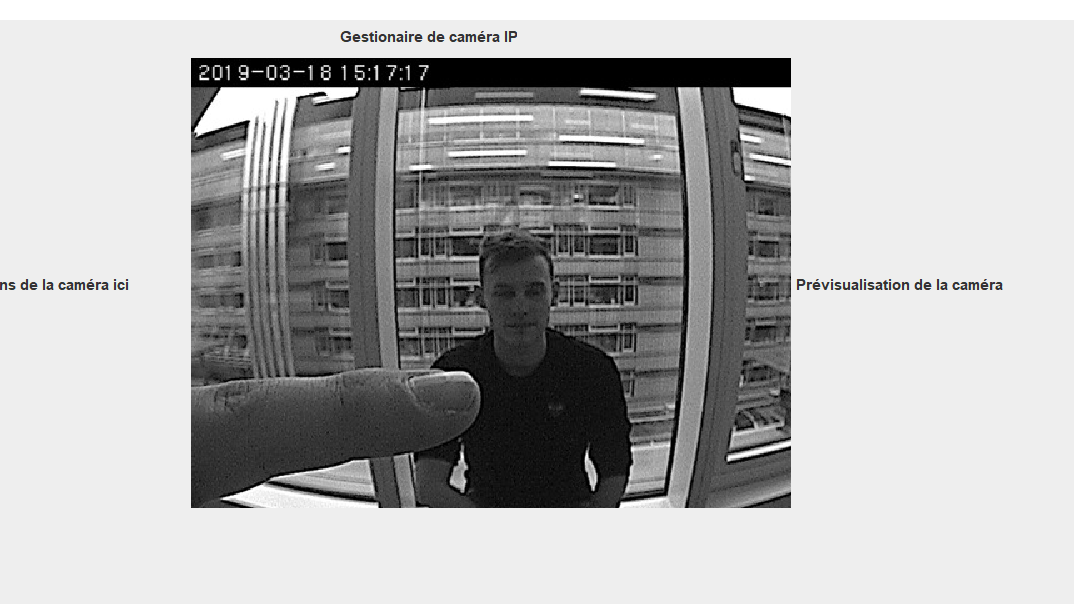 Gestionaire de caméra IP
2019-03-18 15:17:17
ns de la caméra ici
Prévisualisation de la caméra